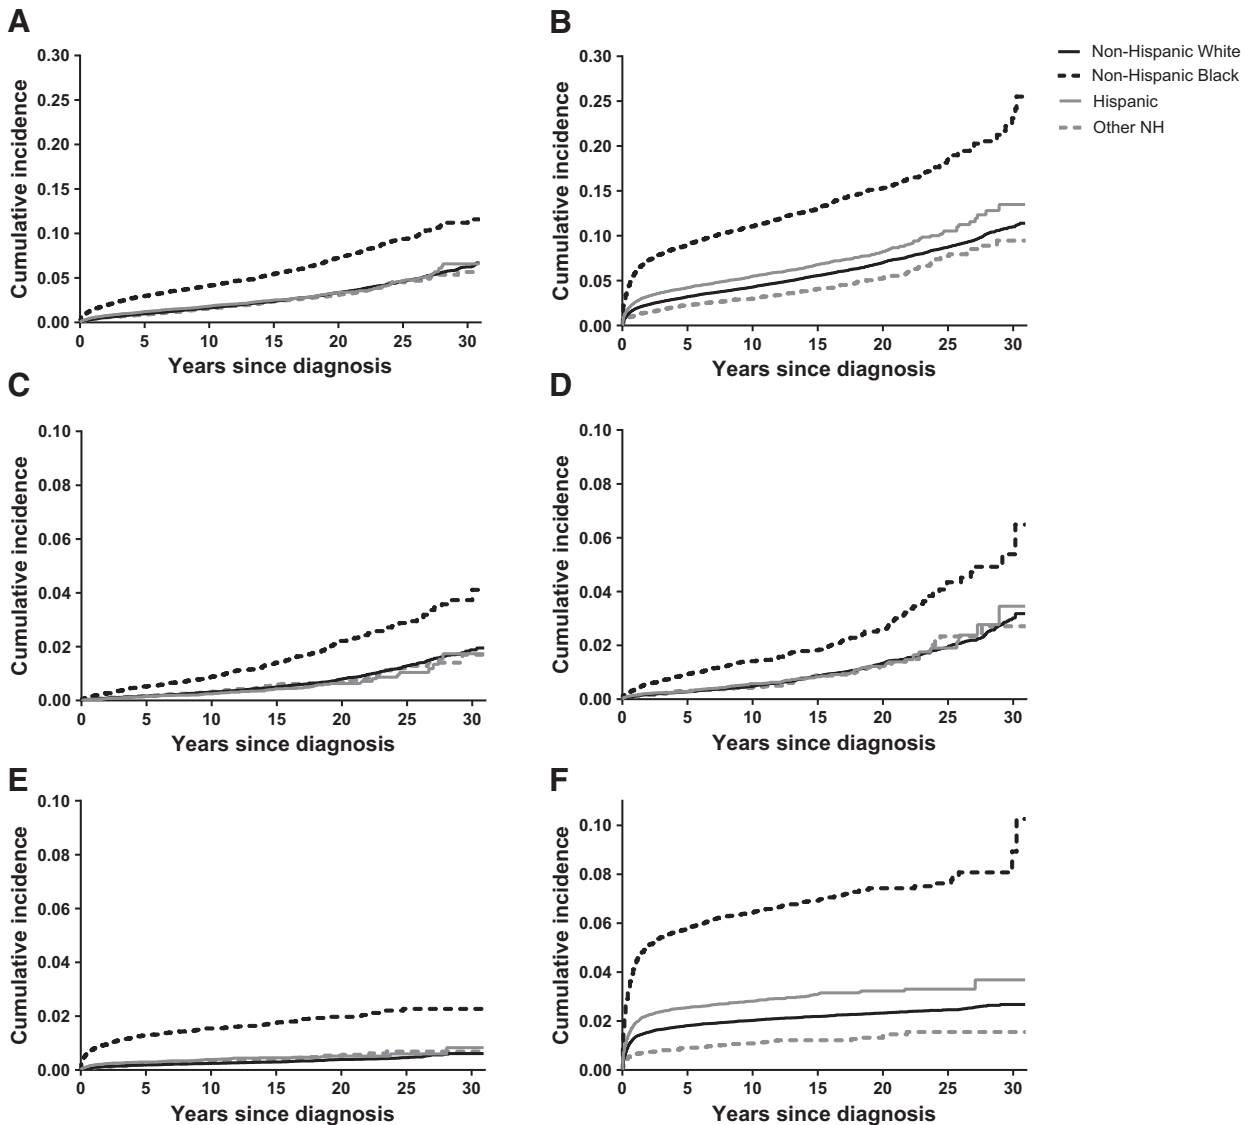 A
B
Non-Hispanic White
Non-Hispanic Black
Hispanic
Other NH
Cumulative incidence
0.30
0.25
0.20
0.15
0.10
0.05
0.00
0 5 10 15 20 25 30
Years since diagnosis
Cumulative incidence
0.30
0.25
0.20
0.15
0.10
0.05
0.00
0 5 10 15 20 25 30
Years since diagnosis
C
D
Cumulative incidence
0.10
0.08
0.06
0.04
0.02
0.00
0 5 10 15 20 25 30
Years since diagnosis
Cumulative incidence
0.10
0.08
0.06
0.04
0.02
0.00
0 5 10 15 20 25 30
Years since diagnosis
E
F
Cumulative incidence
0.10
0.08
0.06
0.04
0.02
0.00
0 5 10 15 20 25 30
Years since diagnosis
Cumulative incidence
0.10
0.08
0.06
0.04
0.02
0.00
0 5 10 15 20 25 30
Years since diagnosis